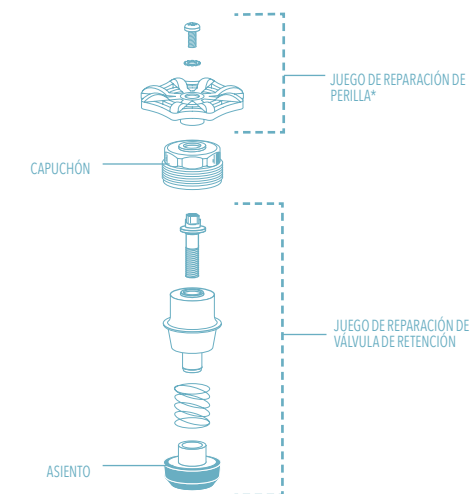 JUEGO DE REPARACIÓN DE
PERILLA*
CAPUCHÓN
JUEGO DE REPARACIÓN DE
VÁLVULA DE RETENCIÓN
ASIENTO